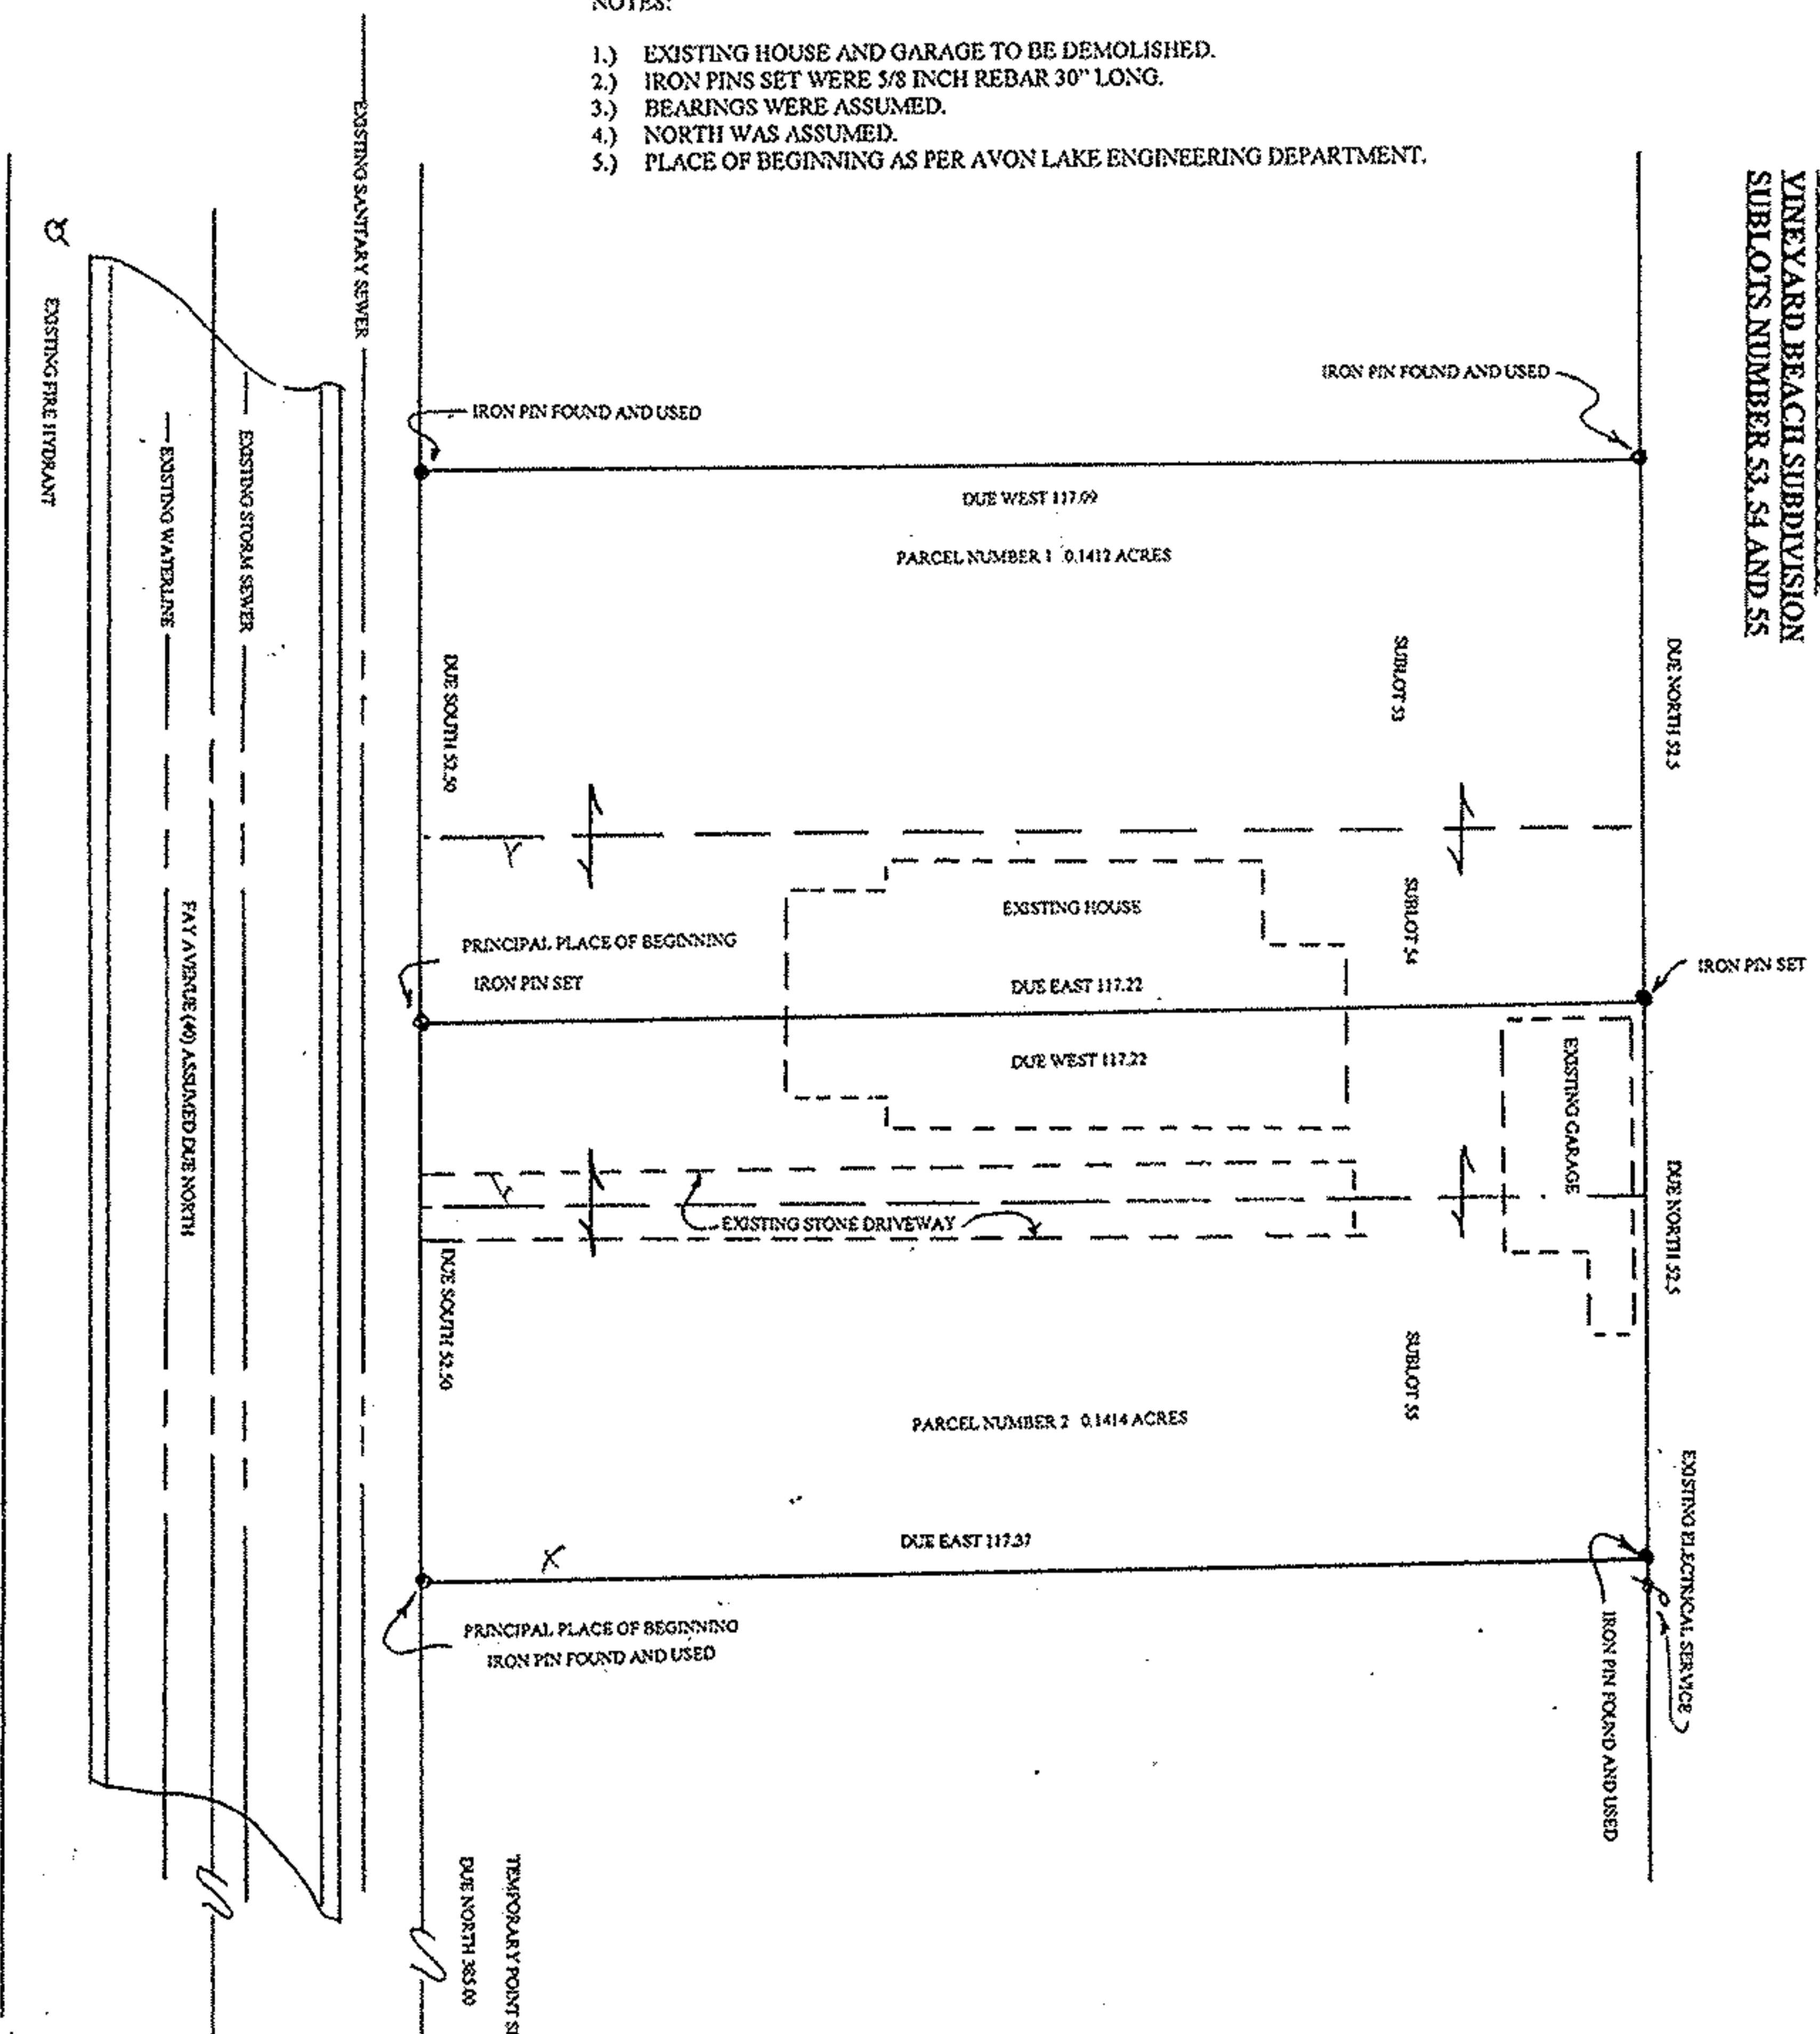 NOTES:
1.) EXISTING HOUSE AND GARAGE TO BE DEMOLISHED.
2.) IRON PINS SET WERE 5/8 INCH REBAR 30" LONG.
3.) BEARINGS WERE ASSUMED.
4.) NORTH WAS ASSUMED.
5.) PLACE OF BEGINNING AS PER AVON LAKE ENGINEERING DEPARTMENT.
VINEYARD BEACH SUBDIVISION
SUBLOTS NUMBER 53, 54 AND 55
EXISTING SANITARY SEWER
EXISTING FIRE HYDRANT
EXISTING WATERLINE
EXISTING STORM SEWER
FAY AVENUE (40) ASSUMED DUE NORTH
IRON PIN FOUND AND USED
IRON PIN FOUND AND USED
DUE WEST 117.09
PARCEL NUMBER 1 0.1412 ACRES
DUE SOUTH 52.50
SUBLOT 53
DUE NORTH 52.5
EXISTING HOUSE
SUBLOT 54
PRINCIPAL PLACE OF BEGINNING
IRON PIN SET
IRON PIN SET
DUE EAST 117.22
DUE WEST 117.22
EXISTING GARAGE
DUE NORTH 52.5
EXISTING STONE DRIVEWAY
DUE SOUTH 52.50
SUBLOT 55
PARCEL NUMBER 2 0.1414 ACRES
EXISTING ELECTRICAL SERVICE
DUE EAST 117.37
X
IRON PIN FOUND AND USED
PRINCIPAL PLACE OF BEGINNING
IRON PIN FOUND AND USED
TEMPORARY POINT
DUE NORTH 385.00